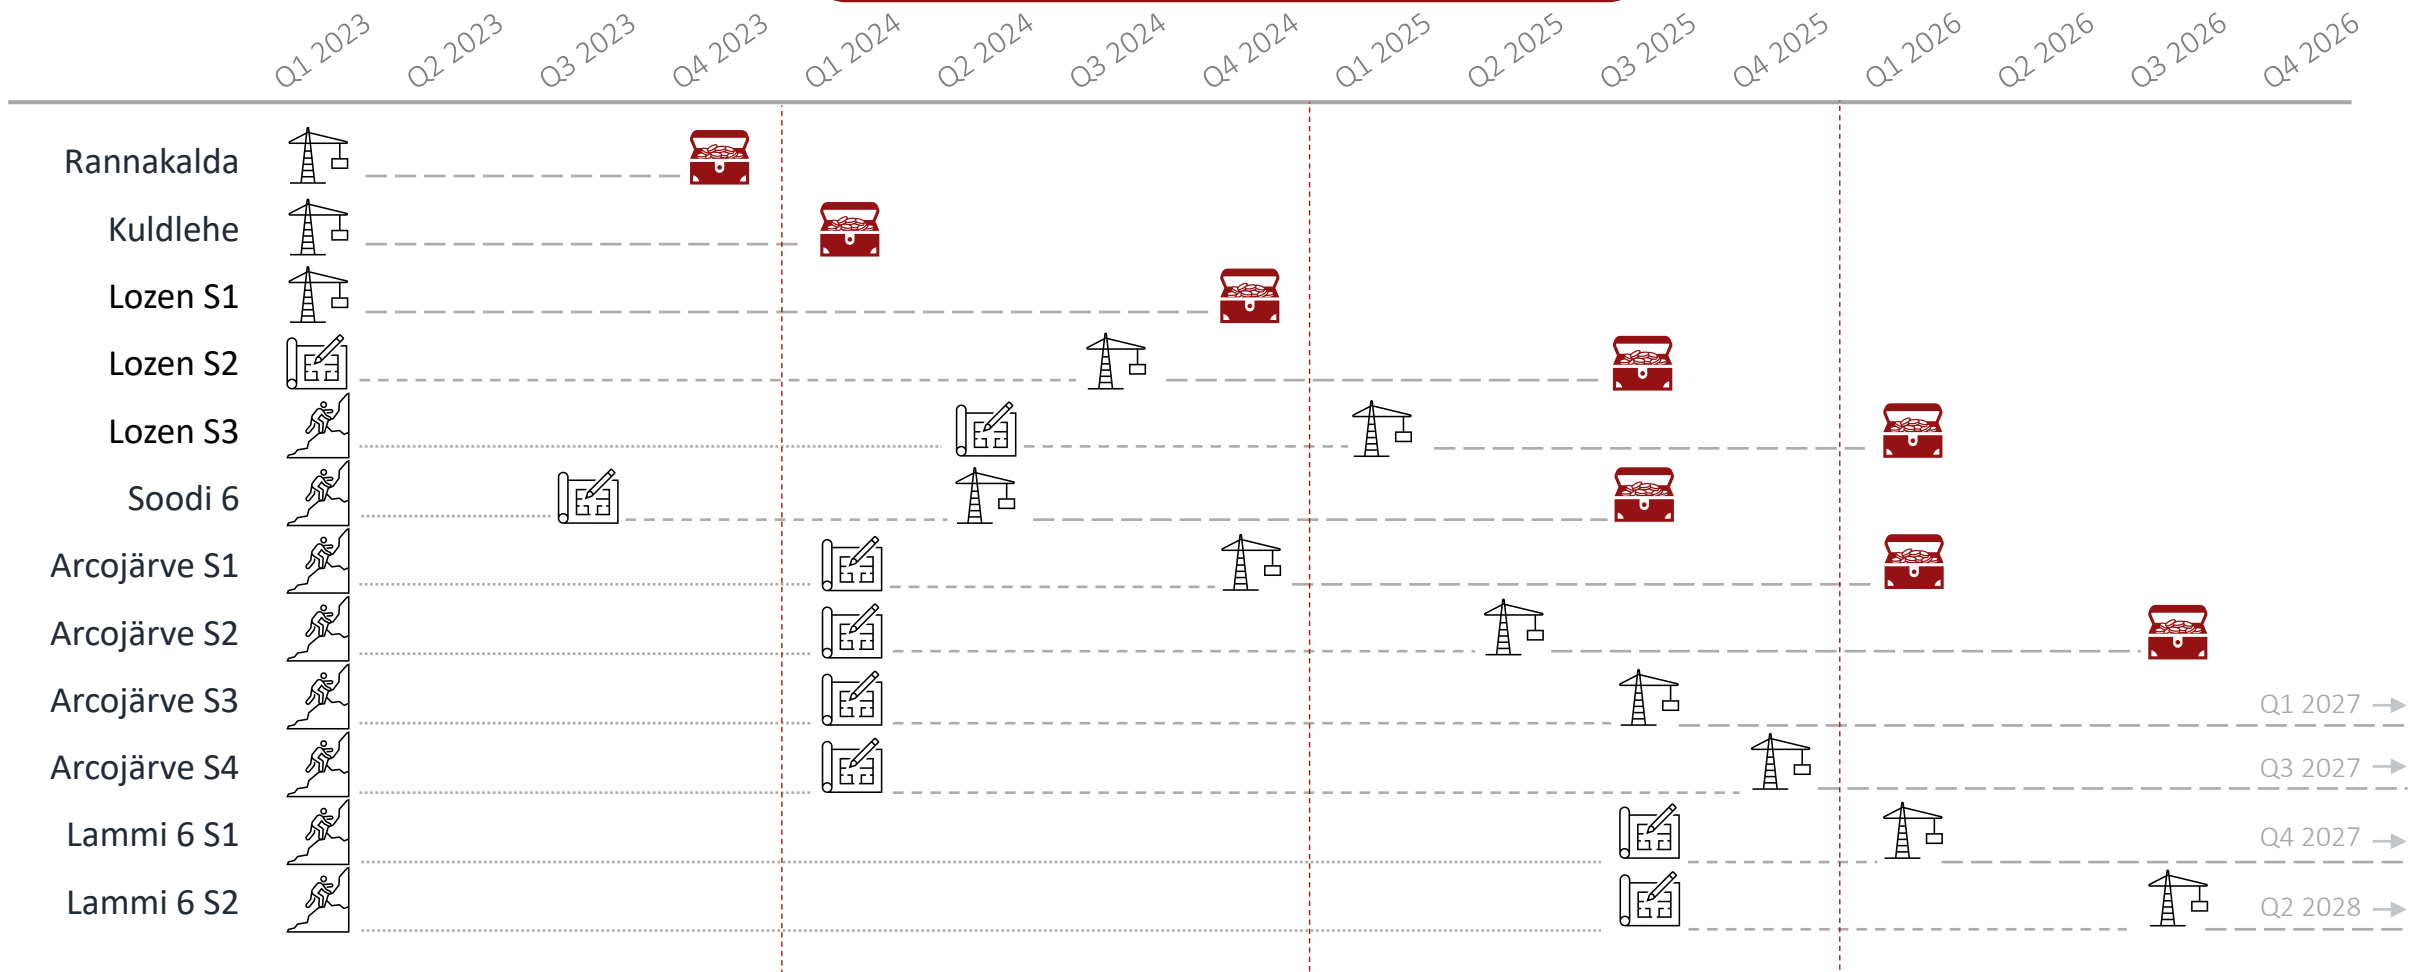 Q1 2023
Q2 2023
Q3 2023
Q4 2023
Q1 2024
Q2 2024
Q3 2024
Q4 2024
Q1 2025
Q2 2025
Q3 2025
Q4 2025
Q1 2026
Q2 2026
Q3 2026
Q4 2026
Rannakalda
Kuldlehe
Lozen S1
Lozen S2
Lozen S3
Soodi 6
Arcojärve S1
Arcojärve S2
Arcojärve S3
Q1 2027
Arcojärve S4
Q3 2027
Lammi 6 S1
Q4 2027
Lammi 6 S2
Q2 2028